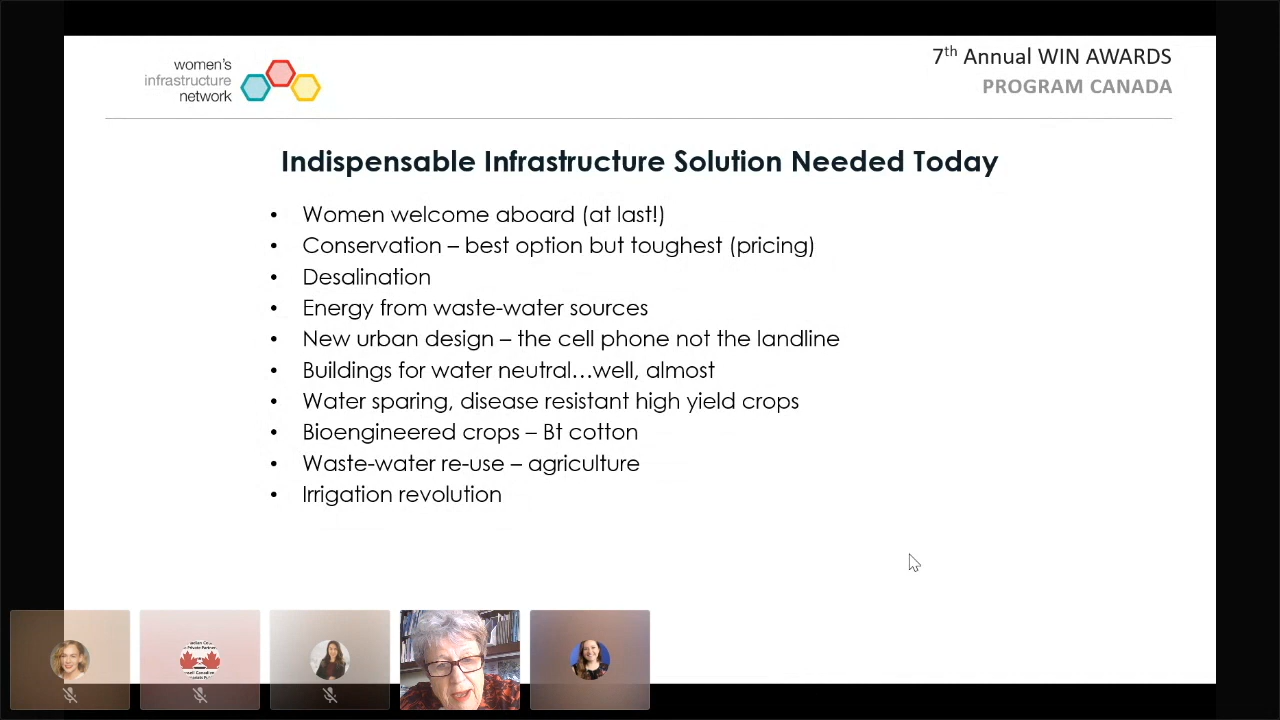 women's
infrastructure
network
7th Annual WIN AWARDS
PROGRAM CANADA
Indispensable Infrastructure Solution Needed Today
• Women welcome aboard (at last!)
• Conservation – best option but toughest (pricing)
• Desalination
• Energy from waste-water sources
• New urban design – the cell phone not the landline
• Buildings for water neutral...well, almost
• Water sparing, disease resistant high yield crops
• Bioengineered crops – Bt cotton
• Waste-water re-use – agriculture
• Irrigation revolution